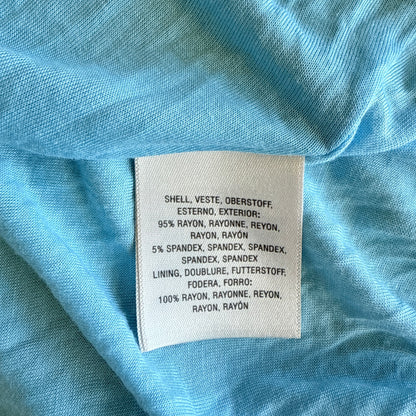 SHELL, VESTE, OBERSTOFF,
ESTERNO, EXTERIOR:
95% RAYON, RAYONNE, REYON,
RAYON, RAYÓN
5% SPANDEX, SPANDEX, SPANDEX,
SPANDEX, SPANDEX
LINING, DOUBLURE, FUTTERSTOFF,
FODERA, FORRO:
100% RAYON, RAYONNE, REYON,
RAYON, RAYÓN